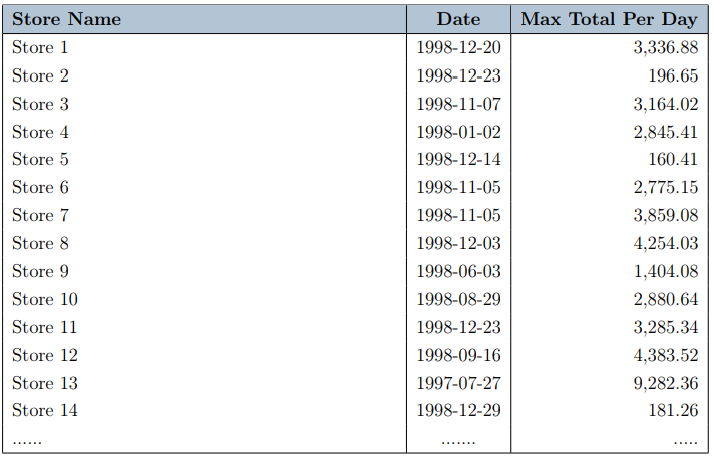 Store Name Date Max Total Per Day
Store 1 1998-12-20 3,336.88
Store 2 1998-12-23 196.65
Store 3 1998-11-07 3,164.02
Store 4 1998-01-02 2,845.41
Store 5 1998-12-14 160.41
Store 6 1998-11-05 2,775.15
Store 7 1998-11-05 3,859.08
Store 8 1998-12-03 4,254.03
Store 9 1998-06-03 1,404.08
Store 10 1998-08-29 2,880.64
Store 11 1998-12-23 3,285.34
Store 12 1998-09-16 4,383.52
Store 13 1997-07-27 9,282.36
Store 14 1998-12-29 181.26
...... ....... .....